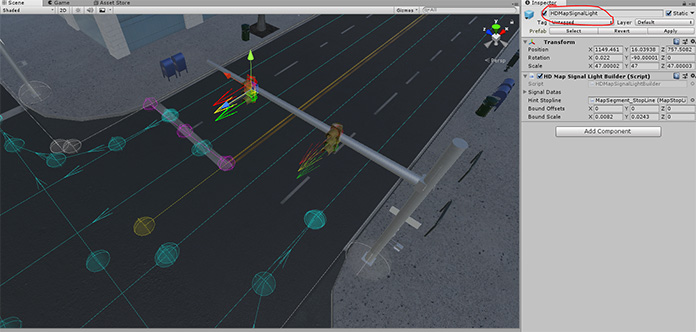 Scene Game Asset Store
Shaded 2D Gizmos All
y
Persp
Inspector
HDMapSignalLight Static
Tag Untagged Layer Default
Prefab Select Revert Apply
Transform
Position X 1149.461 Y 16.03938 Z 757.5082
Rotation X 0.022 Y -90.00001 Z 0
Scale X 47.00002 Y 47 Z 47.00003
HD Map Signal Light Builder (Script)
Script HDMapSignalLightBuilder
Signal Datas
Hint Stopline MapSegment_StopLine (MapStopLi
Bound Offsets X 0 Y 0 Z 0
Bound Scale X 0.0082 Y 0.0243 Z 0
Add Component